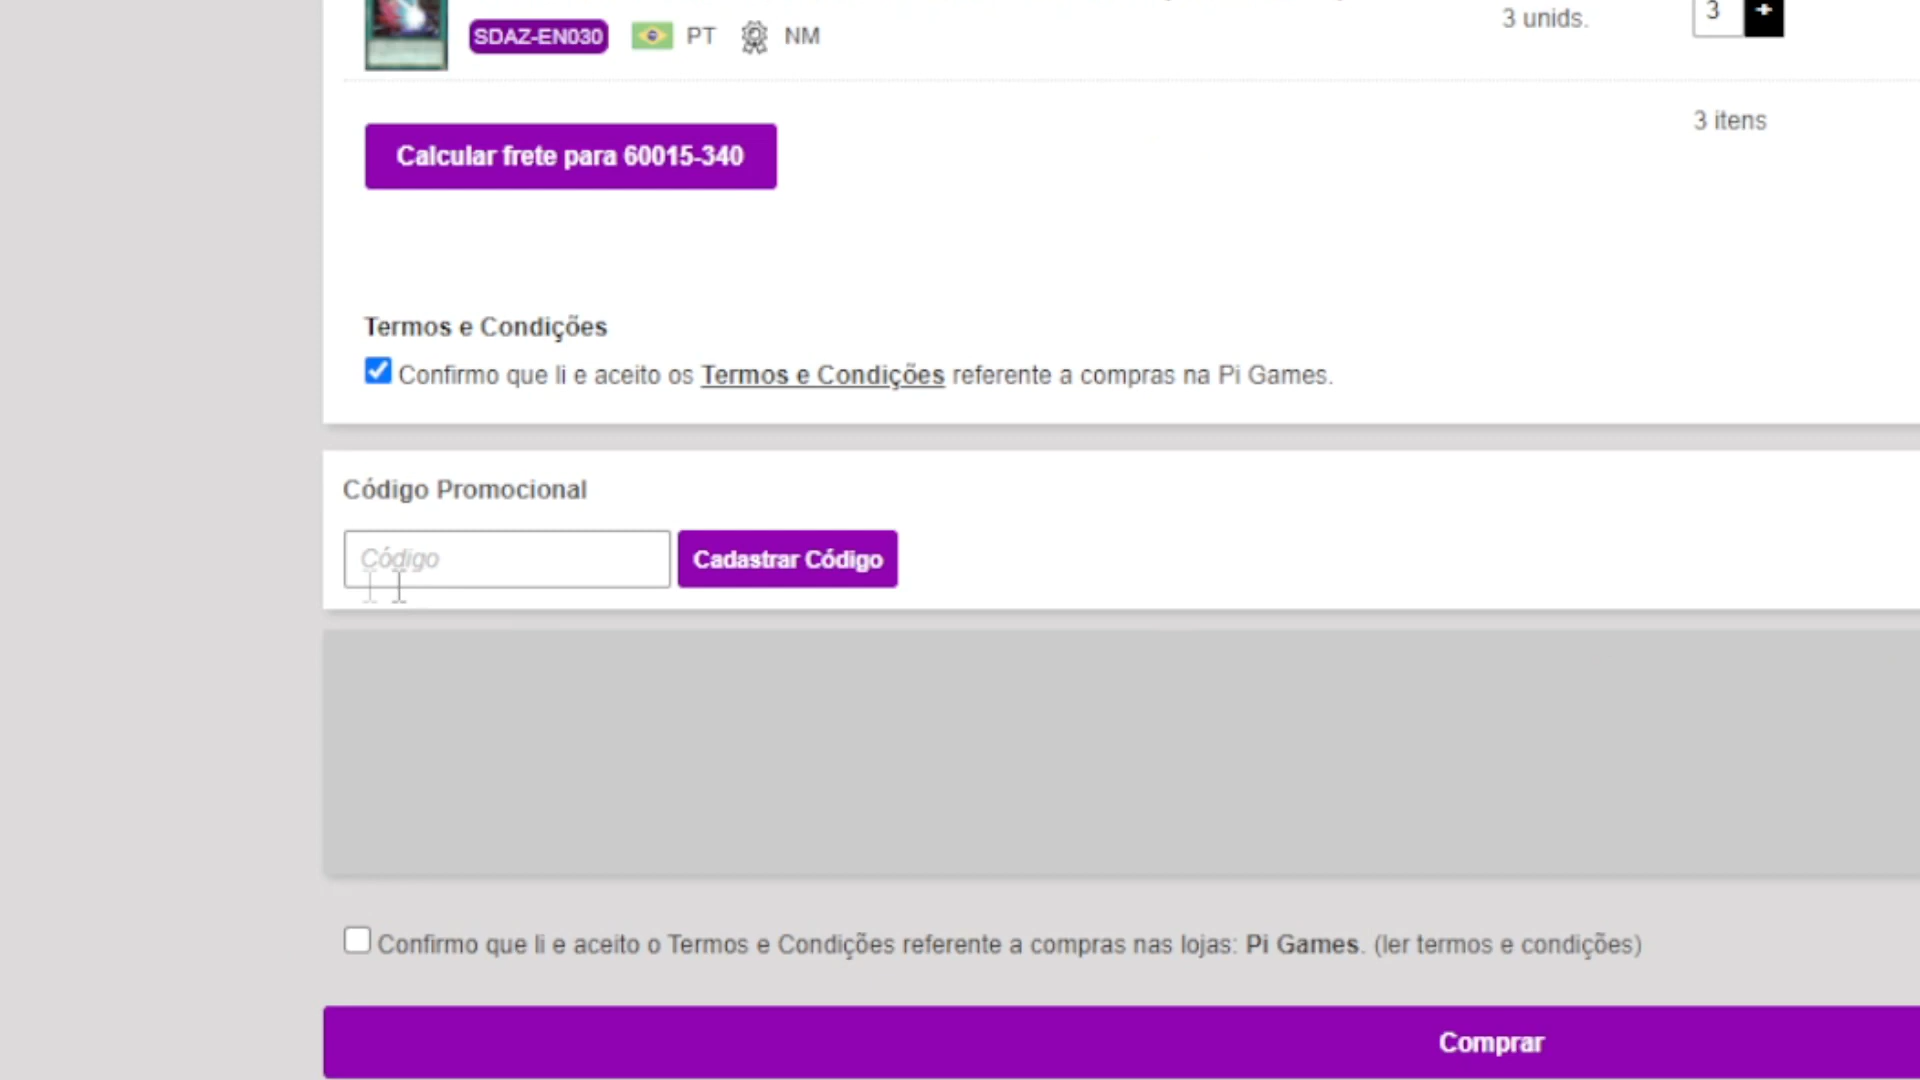 3 unids.
3
+
SDAZ-EN030 PT NM
3 itens
Calcular frete para 60015-340
Termos e Condições
Confirmo que li e aceito os Termos e Condições referente a compras na Pi Games.
Código Promocional
Código
Cadastrar Código
Confirmo que li e aceito o Termos e Condições referente a compras nas lojas: Pi Games. (ler termos e condições)
Comprar